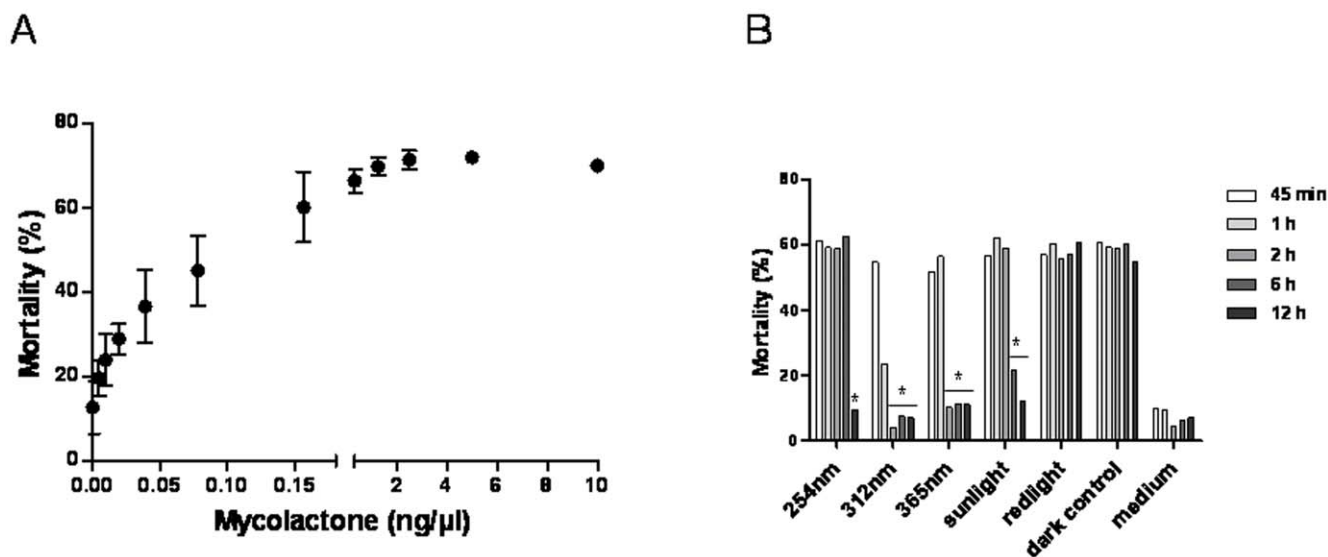 A
B
80
60
40
20
0
Mortality (%)
0.00 0.05 0.10 0.15 2 4 6 8 10
Mycolactone (ng/µl)
80
60
40
20
0
Mortality (%)
* * * *
254nm 312nm 365nm sunlight redlight dark control medium
45 min
1 h
2 h
6 h
12 h